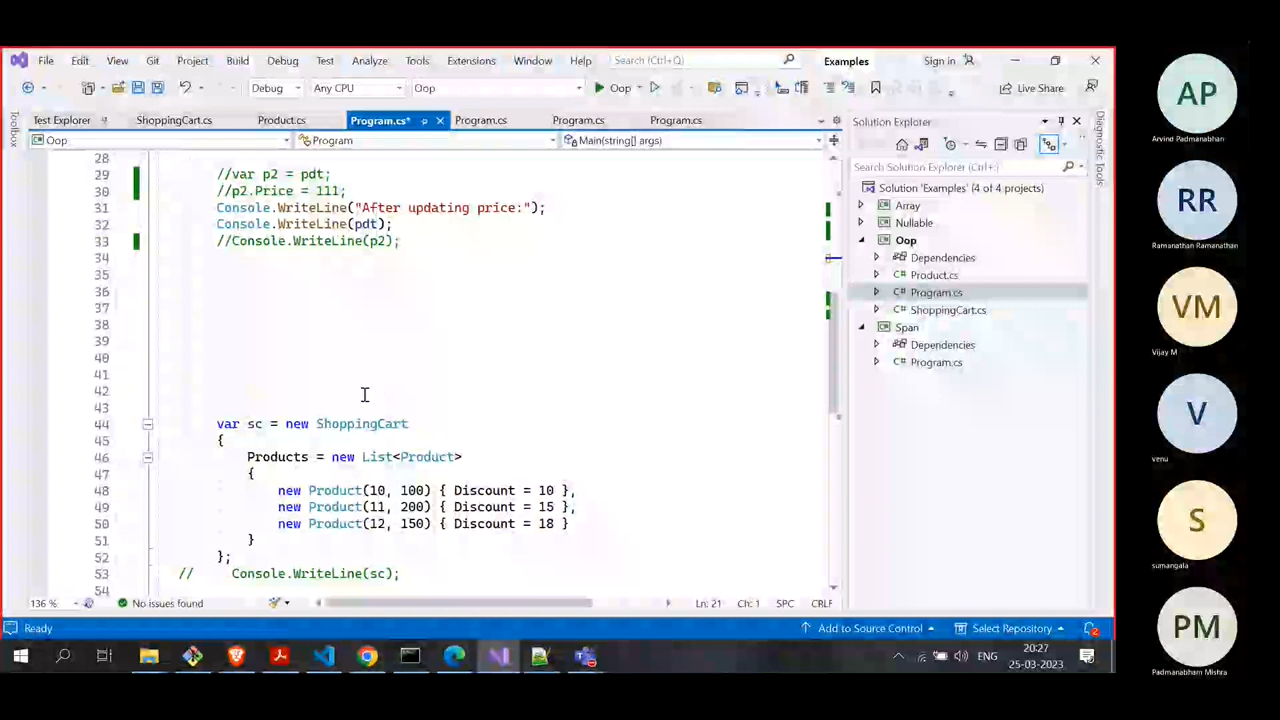 File Edit View Git Project Build Debug Test Analyze Tools Extensions Window Help Search (Ctrl+Q) Examples Sign in
Debug Any CPU Oop Oop Live Share
Toolbox
Test Explorer ShoppingCart.cs Product.cs Program.cs* Program.cs Program.cs Program.cs
Oop Program Main(string[] args)
28
29 //var p2 = pdt;
30 //p2.Price = 111;
31 Console.WriteLine("After updating price:");
32 Console.WriteLine(pdt);
33 //Console.WriteLine(p2);
34
35
36
37
38
39
40
41
42
43
44 var sc = new ShoppingCart
45 {
46 Products = new List<Product>
47 {
48 new Product(10, 100) { Discount = 10 },
49 new Product(11, 200) { Discount = 15 },
50 new Product(12, 150) { Discount = 18 }
51 }
52 };
53 // Console.WriteLine(sc);
54
136 % No issues found Ln: 21 Ch: 1 SPC CRLF
Solution Explorer
Search Solution Explorer (Ctrl+;)
Solution 'Examples' (4 of 4 projects)
Array
Nullable
Oop
Dependencies
Product.cs
Program.cs
ShoppingCart.cs
Span
Dependencies
Program.cs
Diagnostic Tools
Ready Add to Source Control Select Repository 2
ENG 20:27
25-03-2023
AP
Arvind Padmanabhan
RR
Ramanathan Ramanathan
VM
Vijay M
V
venu
S
sumangala
PM
Padmanabham Mishra